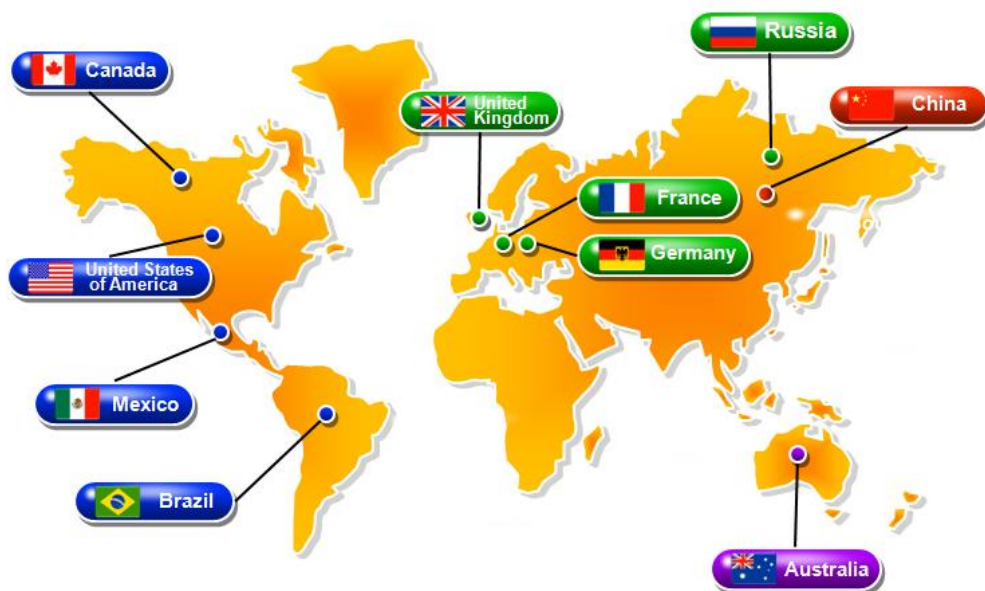 Russia
Canada
China
United
Kingdom
France
Germany
United States
of America
Mexico
Brazil
Australia